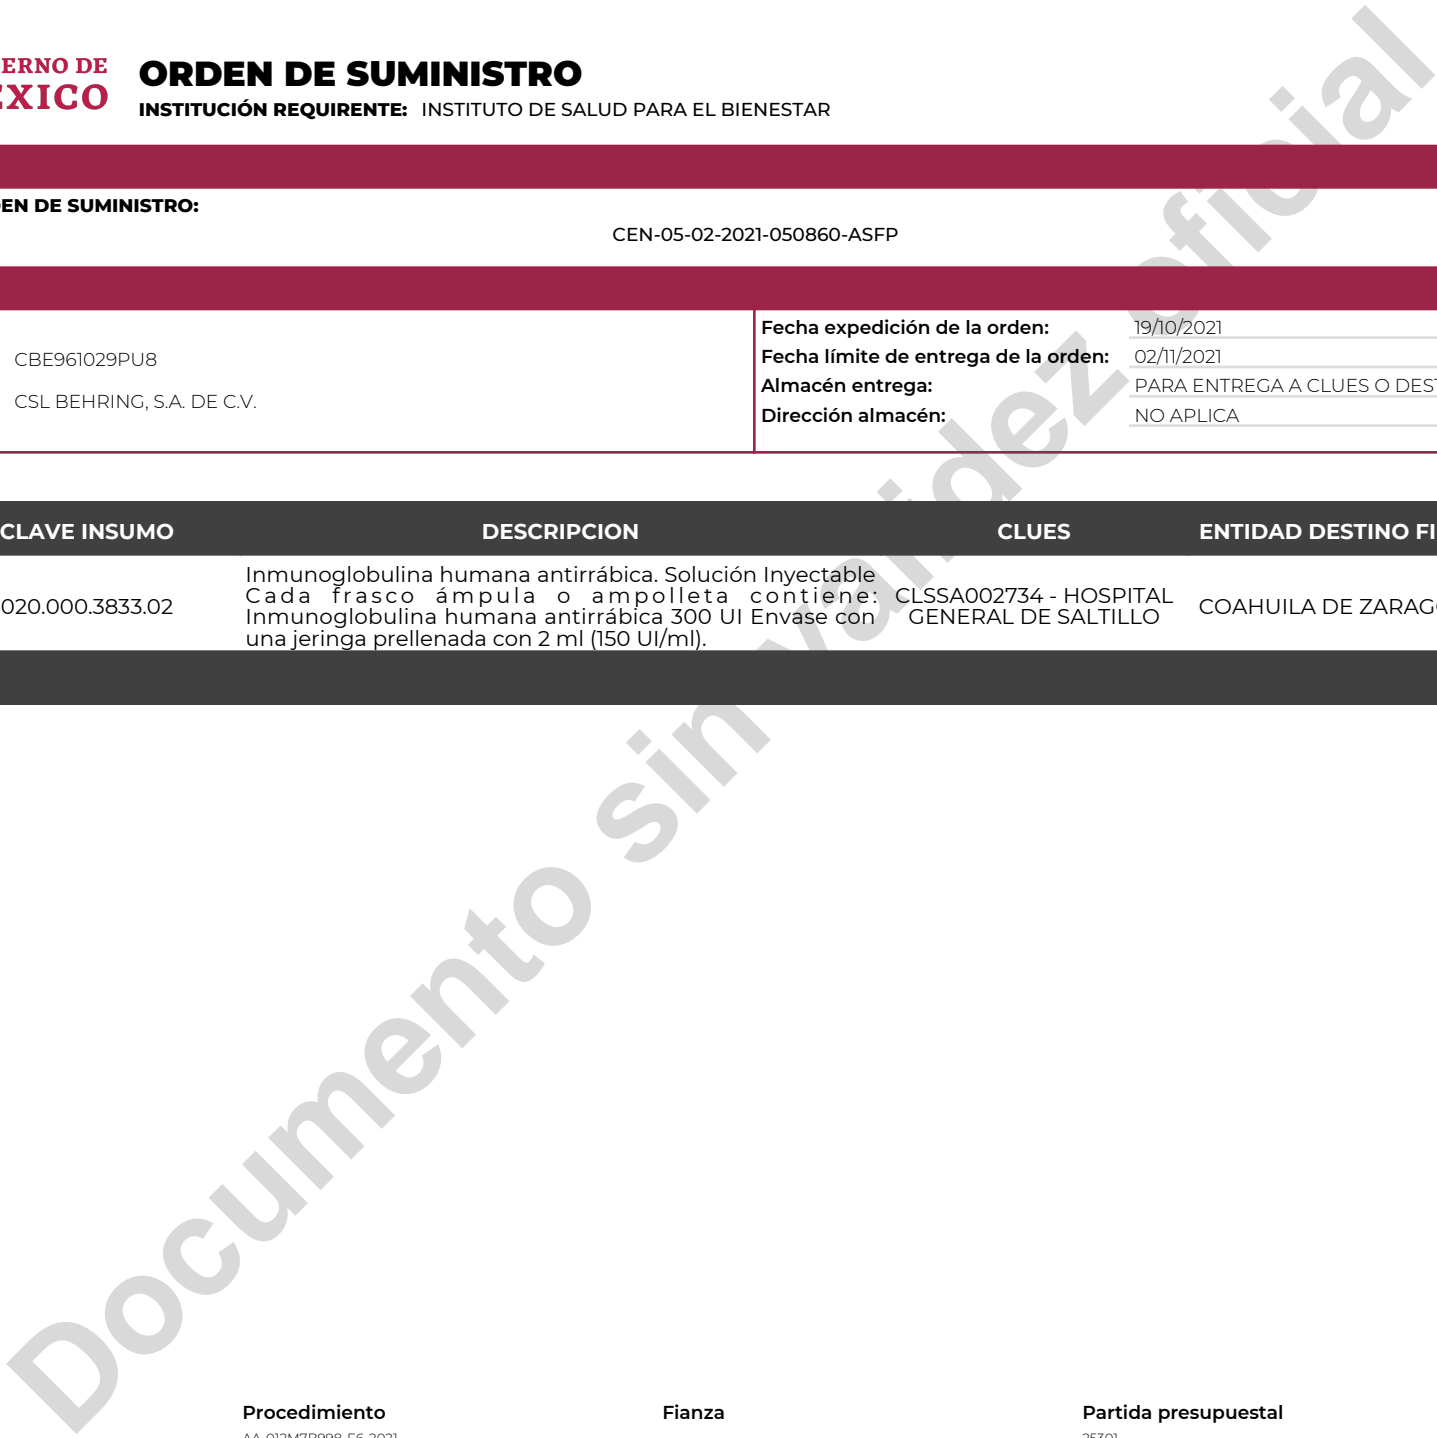 ERNO DE
ORDEN DE SUMINISTRO
INSTITUCIÓN REQUIRENTE: INSTITUTO DE SALUD PARA EL BIENESTAR
EN DE SUMINISTRO:
CEN-05-02-2021-050860-ASFP
CBE961029PU8
CSL BEHRING, S.A. DE C.V.
Fecha expedición de la orden: 19/10/2021
Fecha límite de entrega de la orden: 02/11/2021
Almacén entrega: PARA ENTREGA A CLUES O DEST
Dirección almacén: NO APLICA
CLAVE INSUMO DESCRIPCION CLUES ENTIDAD DESTINO FI
020.000.3833.02
Inmunoglobulina humana antirrábica. Solución Inyectable
Cada frasco ámpula o ampolleta contiene:
Inmunoglobulina humana antirrábica 300 UI Envase con
una jeringa prellenada con 2 ml (150 UI/ml).
CLSSA002734 - HOSPITAL
GENERAL DE SALTILLO
COAHUILA DE ZARAG
Documento sin validez oficial
Procedimiento Fianza Partida presupuestal